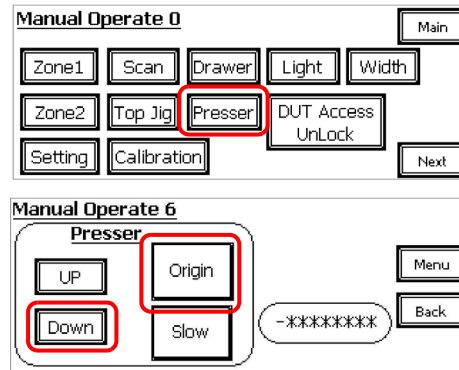 Manual Operate 0
Main
Zone1 Scan Drawer Light Width
Zone2 Top Jig Presser DUT Access
UnLock
Setting Calibration
Next
Manual Operate 6
Presser
UP Origin Menu
Down Slow -******** Back